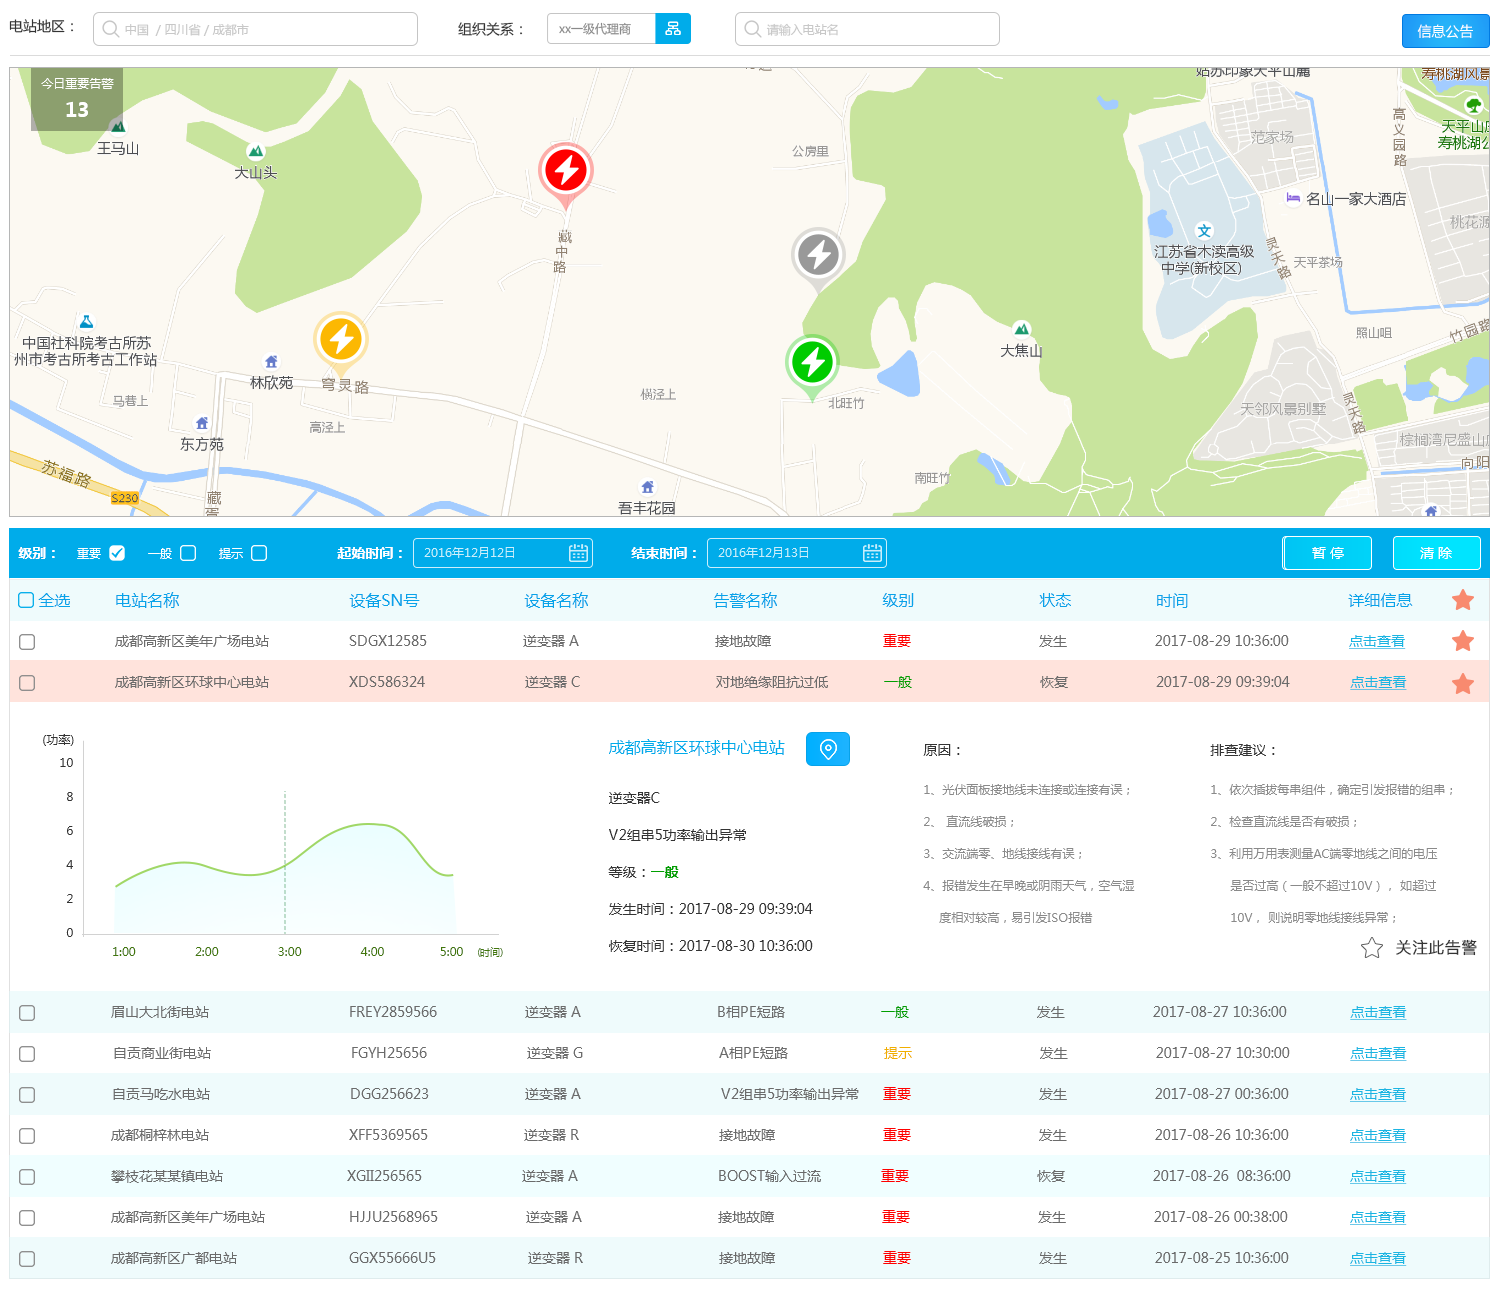 电站地区：
中国 / 四川省 / 成都市
组织关系：
xx一级代理商
请输入电站名
信息公告
今日重要告警
13
王马山
大山头
公房里
姑苏印象天平山麓
寿桃湖风景
范家场
高义园路
天平山庄
寿桃湖公
名山一家大酒店
桃花源
江苏省木渎高级
中学(新校区)
灵天路
天平茶场
藏中路
中国社科院考古所苏
州市考古所考古工作站
林欣苑
穹灵路
马巷上
高泾上
东方苑
横泾上
北旺竹
大焦山
照山咀
竹园路
天邻风景别墅
灵天路
棕榈湾尼盛山
向阳
南旺竹
苏福路
S230
藏蛋
吾丰花园
级别：
重要
一般
提示
起始时间：
2016年12月12日
结束时间：
2016年12月13日
暂 停
清 除
全选 电站名称 设备SN号 设备名称 告警名称 级别 状态 时间 详细信息
成都高新区美年广场电站 SDGX12585 逆变器 A 接地故障 重要 发生 2017-08-29 10:36:00 点击查看
成都高新区环球中心电站 XDS586324 逆变器 C 对地绝缘阻抗过低 一般 恢复 2017-08-29 09:39:04 点击查看
(功率)
10
8
6
4
2
0
1:00 2:00 3:00 4:00 5:00 (时间)
成都高新区环球中心电站
逆变器C
V2组串5功率输出异常
等级：一般
发生时间：2017-08-29 09:39:04
恢复时间：2017-08-30 10:36:00
原因：
1、光伏面板接地线未连接或连接有误；
2、 直流线破损；
3、交流端零、地线接线有误；
4、报错发生在早晚或阴雨天气，空气湿
度相对较高，易引发ISO报错
排查建议：
1、依次插拔每串组件，确定引发报错的组串；
2、检查直流线是否有破损；
3、利用万用表测量AC端零地线之间的电压
是否过高（一般不超过10V），如超过
10V，则说明零地线接线异常；
关注此告警
眉山大北街电站 FREY2859566 逆变器 A B相PE短路 一般 发生 2017-08-27 10:36:00 点击查看
自贡商业街电站 FGYH25656 逆变器 G A相PE短路 提示 发生 2017-08-27 10:30:00 点击查看
自贡马吃水电站 DGG256623 逆变器 A V2组串5功率输出异常 重要 发生 2017-08-27 00:36:00 点击查看
成都桐梓林电站 XFF5369565 逆变器 R 接地故障 重要 发生 2017-08-26 10:36:00 点击查看
攀枝花某某镇电站 XGII256565 逆变器 A BOOST输入过流 重要 恢复 2017-08-26 08:36:00 点击查看
成都高新区美年广场电站 HJJU2568965 逆变器 A 接地故障 重要 发生 2017-08-26 00:38:00 点击查看
成都高新区广都电站 GGX55666U5 逆变器 R 接地故障 重要 发生 2017-08-25 10:36:00 点击查看